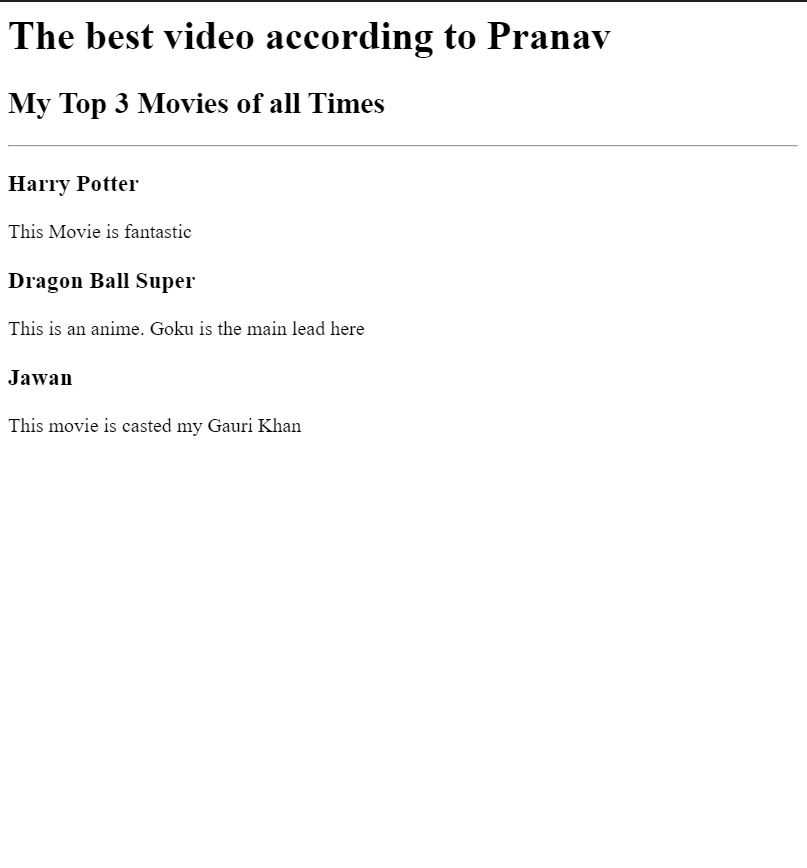 The best video according to Pranav
My Top 3 Movies of all Times
Harry Potter
This Movie is fantastic
Dragon Ball Super
This is an anime. Goku is the main lead here
Jawan
This movie is casted my Gauri Khan